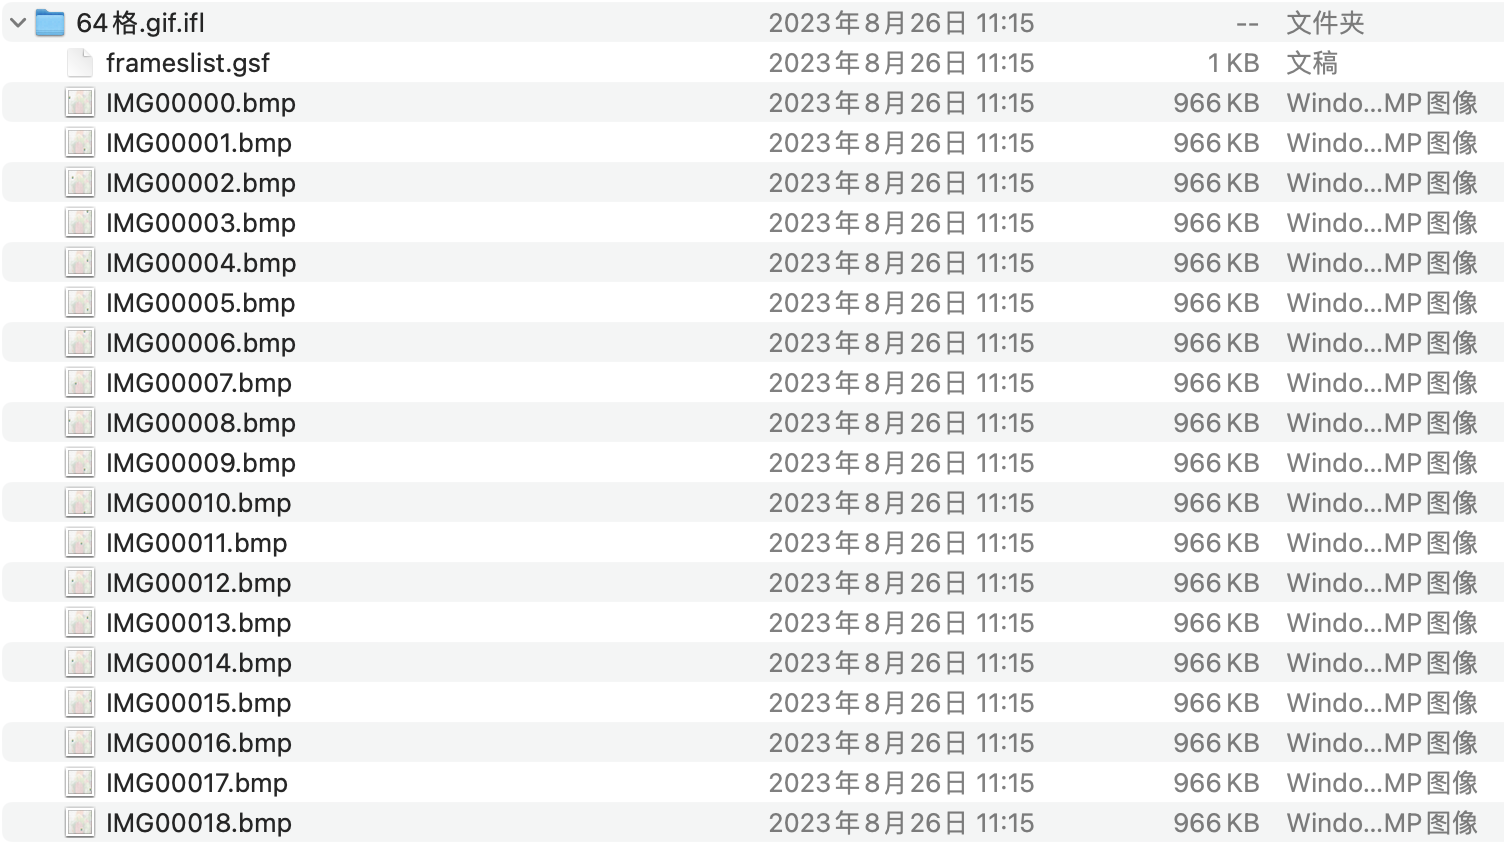 64格.gif.ifl 2023年8月26日 11:15 -- 文件夹
frameslist.gsf 2023年8月26日 11:15 1 KB 文稿
IMG00000.bmp 2023年8月26日 11:15 966 KB Windo...MP图像
IMG00001.bmp 2023年8月26日 11:15 966 KB Windo...MP图像
IMG00002.bmp 2023年8月26日 11:15 966 KB Windo...MP图像
IMG00003.bmp 2023年8月26日 11:15 966 KB Windo...MP图像
IMG00004.bmp 2023年8月26日 11:15 966 KB Windo...MP图像
IMG00005.bmp 2023年8月26日 11:15 966 KB Windo...MP图像
IMG00006.bmp 2023年8月26日 11:15 966 KB Windo...MP图像
IMG00007.bmp 2023年8月26日 11:15 966 KB Windo...MP图像
IMG00008.bmp 2023年8月26日 11:15 966 KB Windo...MP图像
IMG00009.bmp 2023年8月26日 11:15 966 KB Windo...MP图像
IMG00010.bmp 2023年8月26日 11:15 966 KB Windo...MP图像
IMG00011.bmp 2023年8月26日 11:15 966 KB Windo...MP图像
IMG00012.bmp 2023年8月26日 11:15 966 KB Windo...MP图像
IMG00013.bmp 2023年8月26日 11:15 966 KB Windo...MP图像
IMG00014.bmp 2023年8月26日 11:15 966 KB Windo...MP图像
IMG00015.bmp 2023年8月26日 11:15 966 KB Windo...MP图像
IMG00016.bmp 2023年8月26日 11:15 966 KB Windo...MP图像
IMG00017.bmp 2023年8月26日 11:15 966 KB Windo...MP图像
IMG00018.bmp 2023年8月26日 11:15 966 KB Windo...MP图像